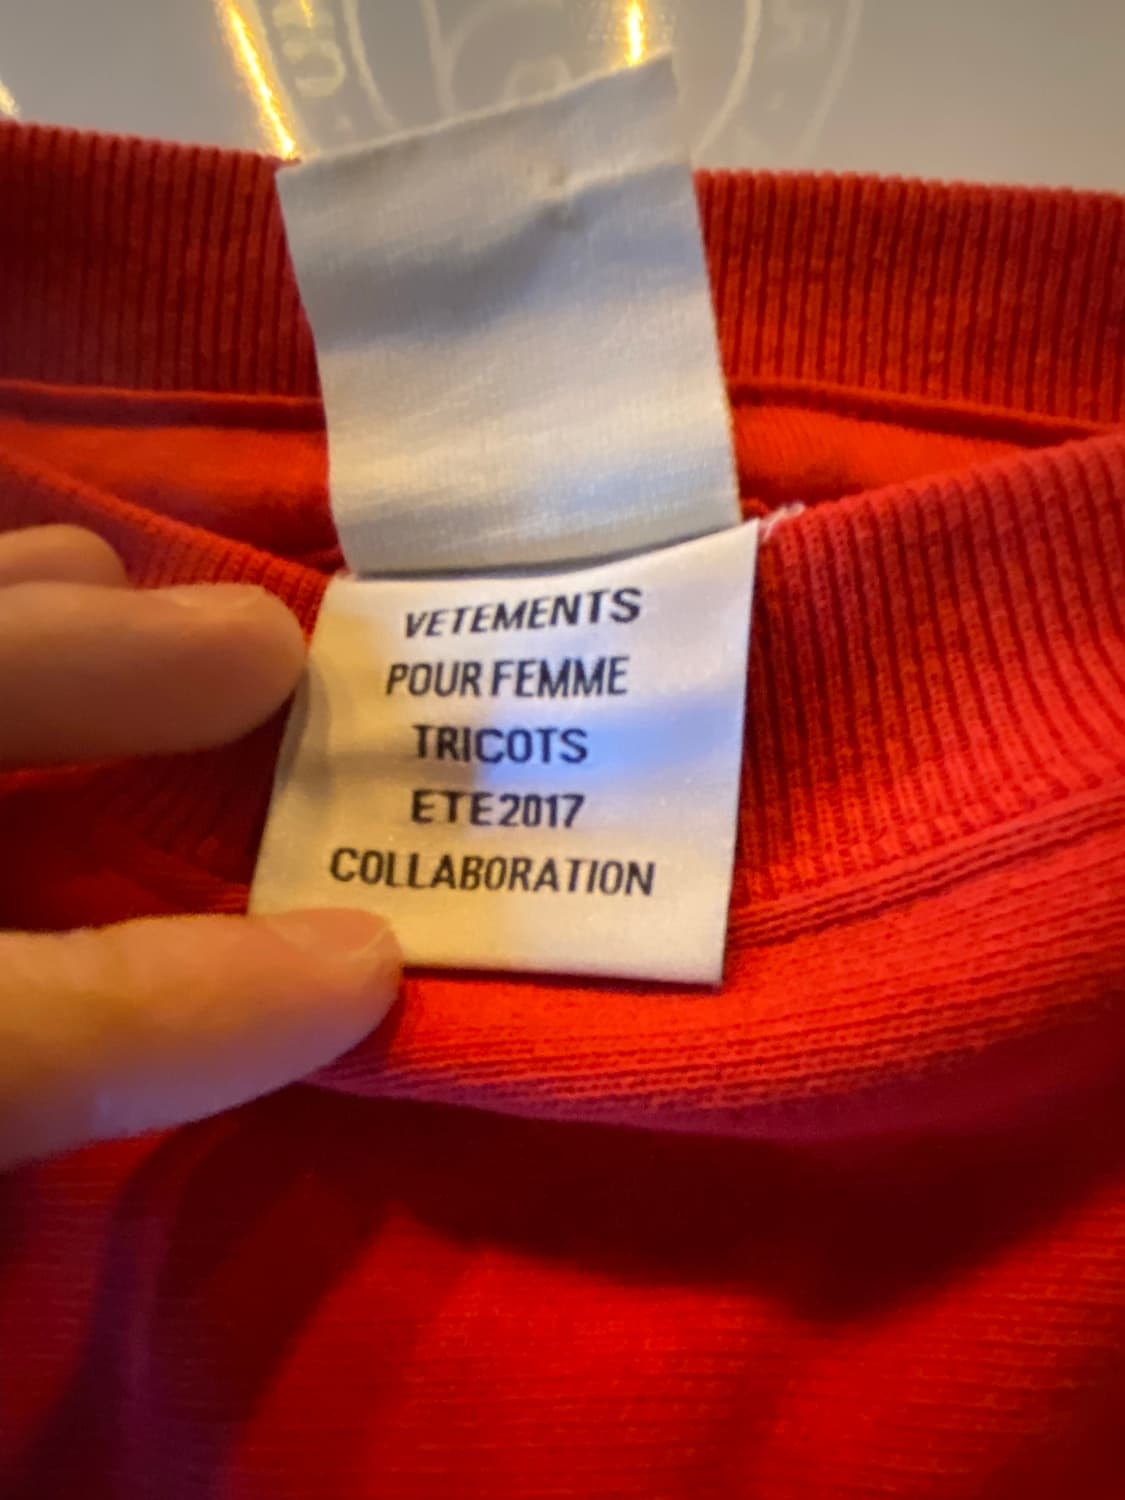 VETEMENTS
POUR FEMME
TRICOTS
ETE2017
COLLABORATION